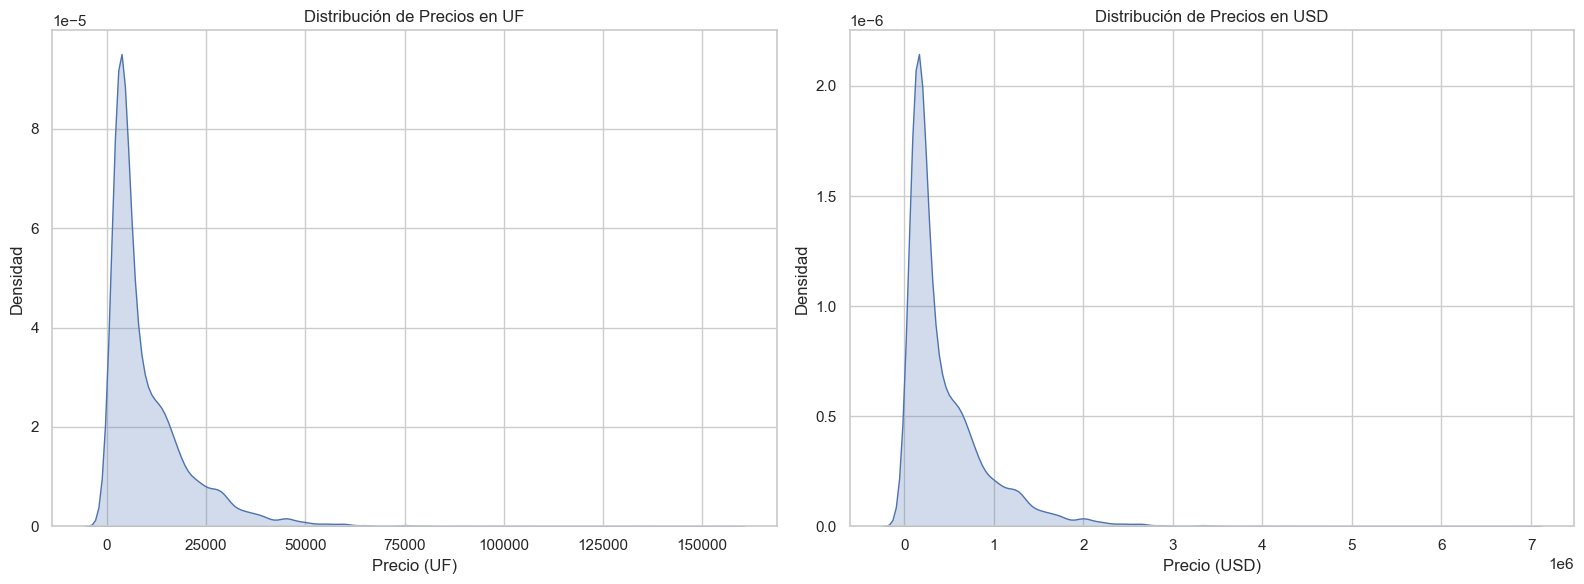 Distribución de Precios en UF
1e−5
Densidad
8
6
4
2
0
0 25000 50000 75000 100000 125000 150000
Precio (UF)
Distribución de Precios en USD
1e−6
Densidad
2.0
1.5
1.0
0.5
0.0
0 1 2 3 4 5 6 7
1e6
Precio (USD)